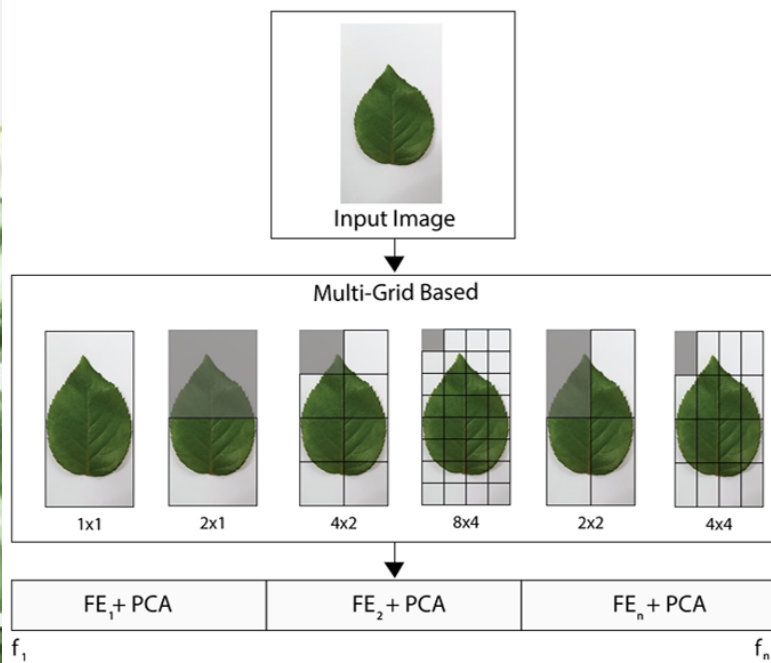 Input Image
Multi-Grid Based
1x1 2x1 4x2 8x4 2x2 4x4
FE₁+ PCA FE₂ + PCA FEₙ + PCA
f₁ fₙ